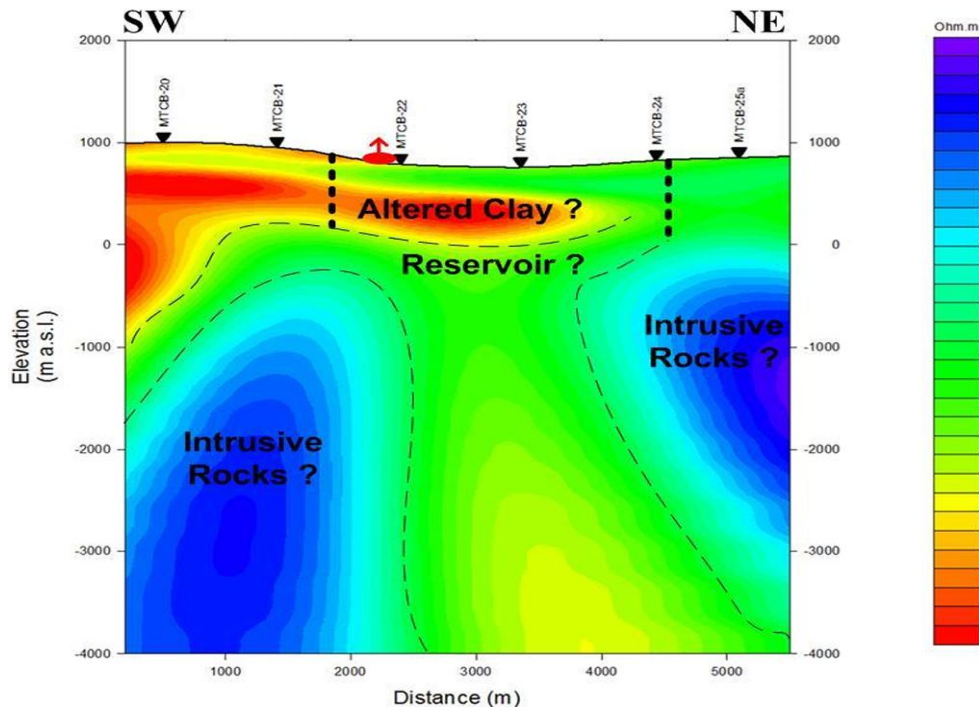 SW
NE
Ohm.m
2000
2000
MTCB-20
MTCB-21
MTCB-22
MTCB-23
MTCB-24
MTCB-25a
1000
1000
Altered Clay ?
0
0
Reservoir ?
Intrusive
Rocks ?
-1000
-1000
Elevation
(m a.s.l.)
Intrusive
Rocks ?
-2000
-2000
-3000
-3000
-4000
-4000
1000
2000
3000
4000
5000
Distance (m)